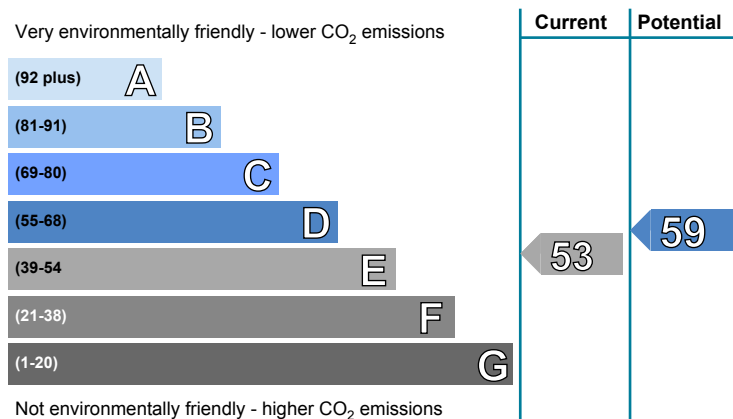 Current Potential
Very environmentally friendly - lower CO₂ emissions
(92 plus) A
(81-91) B
(69-80) C
(55-68) D
59
(39-54 E
53
(21-38) F
(1-20) G
Not environmentally friendly - higher CO₂ emissions